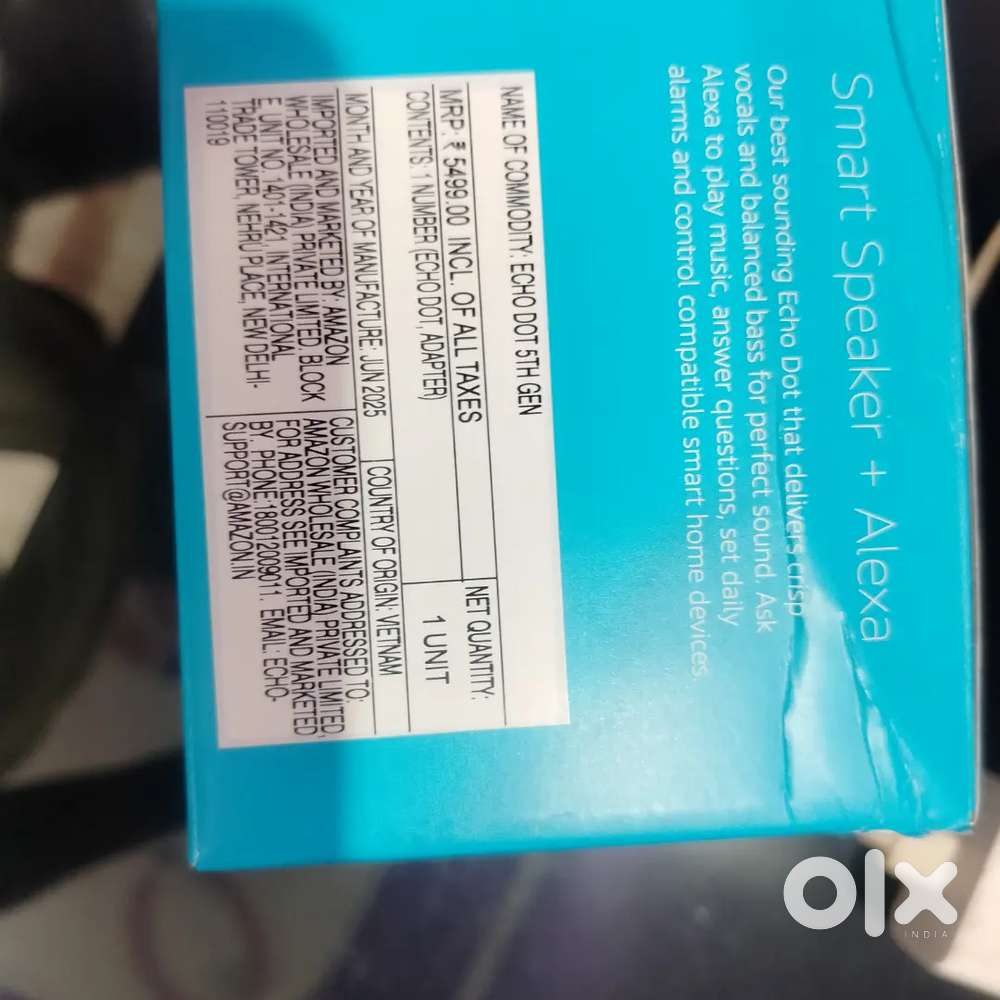 Smart Speaker + Alexa
Our best sounding Echo Dot that delivers crisp
vocals and balanced bass for perfect sound. Ask
Alexa to play music, answer questions, set daily
alarms and control compatible smart home devices.
NAME OF COMMODITY: ECHO DOT 5TH GEN
MRP: ₹ 5499.00 INCL. OF ALL TAXES
CONTENTS: 1 NUMBER (ECHO DOT, ADAPTER)
NET QUANTITY:
1 UNIT
MONTH AND YEAR OF MANUFACTURE: JUN 2025
COUNTRY OF ORIGIN: VIETNAM
IMPORTED AND MARKETED BY: AMAZON
WHOLESALE (INDIA) PRIVATE LIMITED, BLOCK
E, UNIT NO. 1401-1421, INTERNATIONAL
TRADE TOWER, NEHRU PLACE, NEW DELHI-
110019
CUSTOMER COMPLAINTS ADDRESSED TO:
AMAZON WHOLESALE (INDIA) PRIVATE LIMITED,
FOR ADDRESS SEE IMPORTED AND MARKETED
BY. PHONE:18001209011. EMAIL: ECHO-
SUPPORT@AMAZON.IN
olx
INDIA